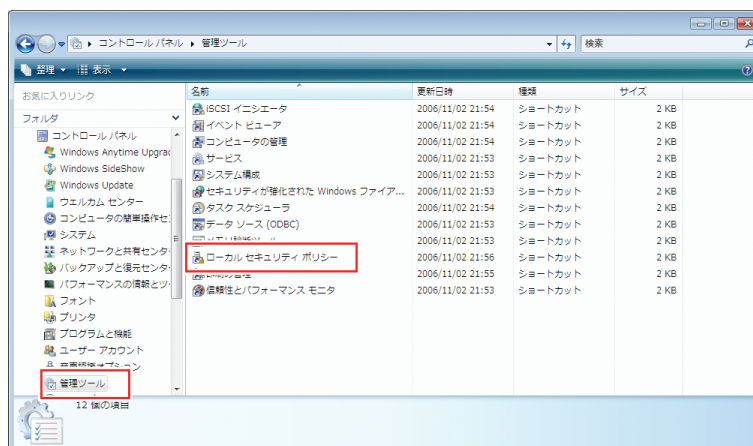 コントロール パネル ▸ 管理ツール
検索
整理 表示
お気に入りリンク
フォルダ
コントロール パネル
Windows Anytime Upgra
Windows SideShow
Windows Update
ウェルカム センター
コンピュータの簡単操作セ
システム
ネットワークと共有センタ
バックアップと復元センタ
パフォーマンスの情報とツ
フォント
プリンタ
プログラムと機能
ユーザー アカウント
音声認識オプション
管理ツール
名前 更新日時 種類 サイズ
iSCSI イニシエータ 2006/11/02 21:54 ショートカット 2 KB
イベント ビューア 2006/11/02 21:54 ショートカット 2 KB
コンピュータの管理 2006/11/02 21:54 ショートカット 2 KB
サービス 2006/11/02 21:53 ショートカット 2 KB
システム構成 2006/11/02 21:53 ショートカット 2 KB
セキュリティが強化された Windows ファイア... 2006/11/02 21:53 ショートカット 2 KB
タスク スケジューラ 2006/11/02 21:54 ショートカット 2 KB
データ ソース (ODBC) 2006/11/02 21:53 ショートカット 2 KB
メモリ診断ツール 2006/11/02 21:53 ショートカット 2 KB
ローカル セキュリティ ポリシー 2006/11/02 21:56 ショートカット 2 KB
印刷の管理 2006/11/02 21:55 ショートカット 2 KB
信頼性とパフォーマンス モニタ 2006/11/02 21:53 ショートカット 2 KB
12 個の項目